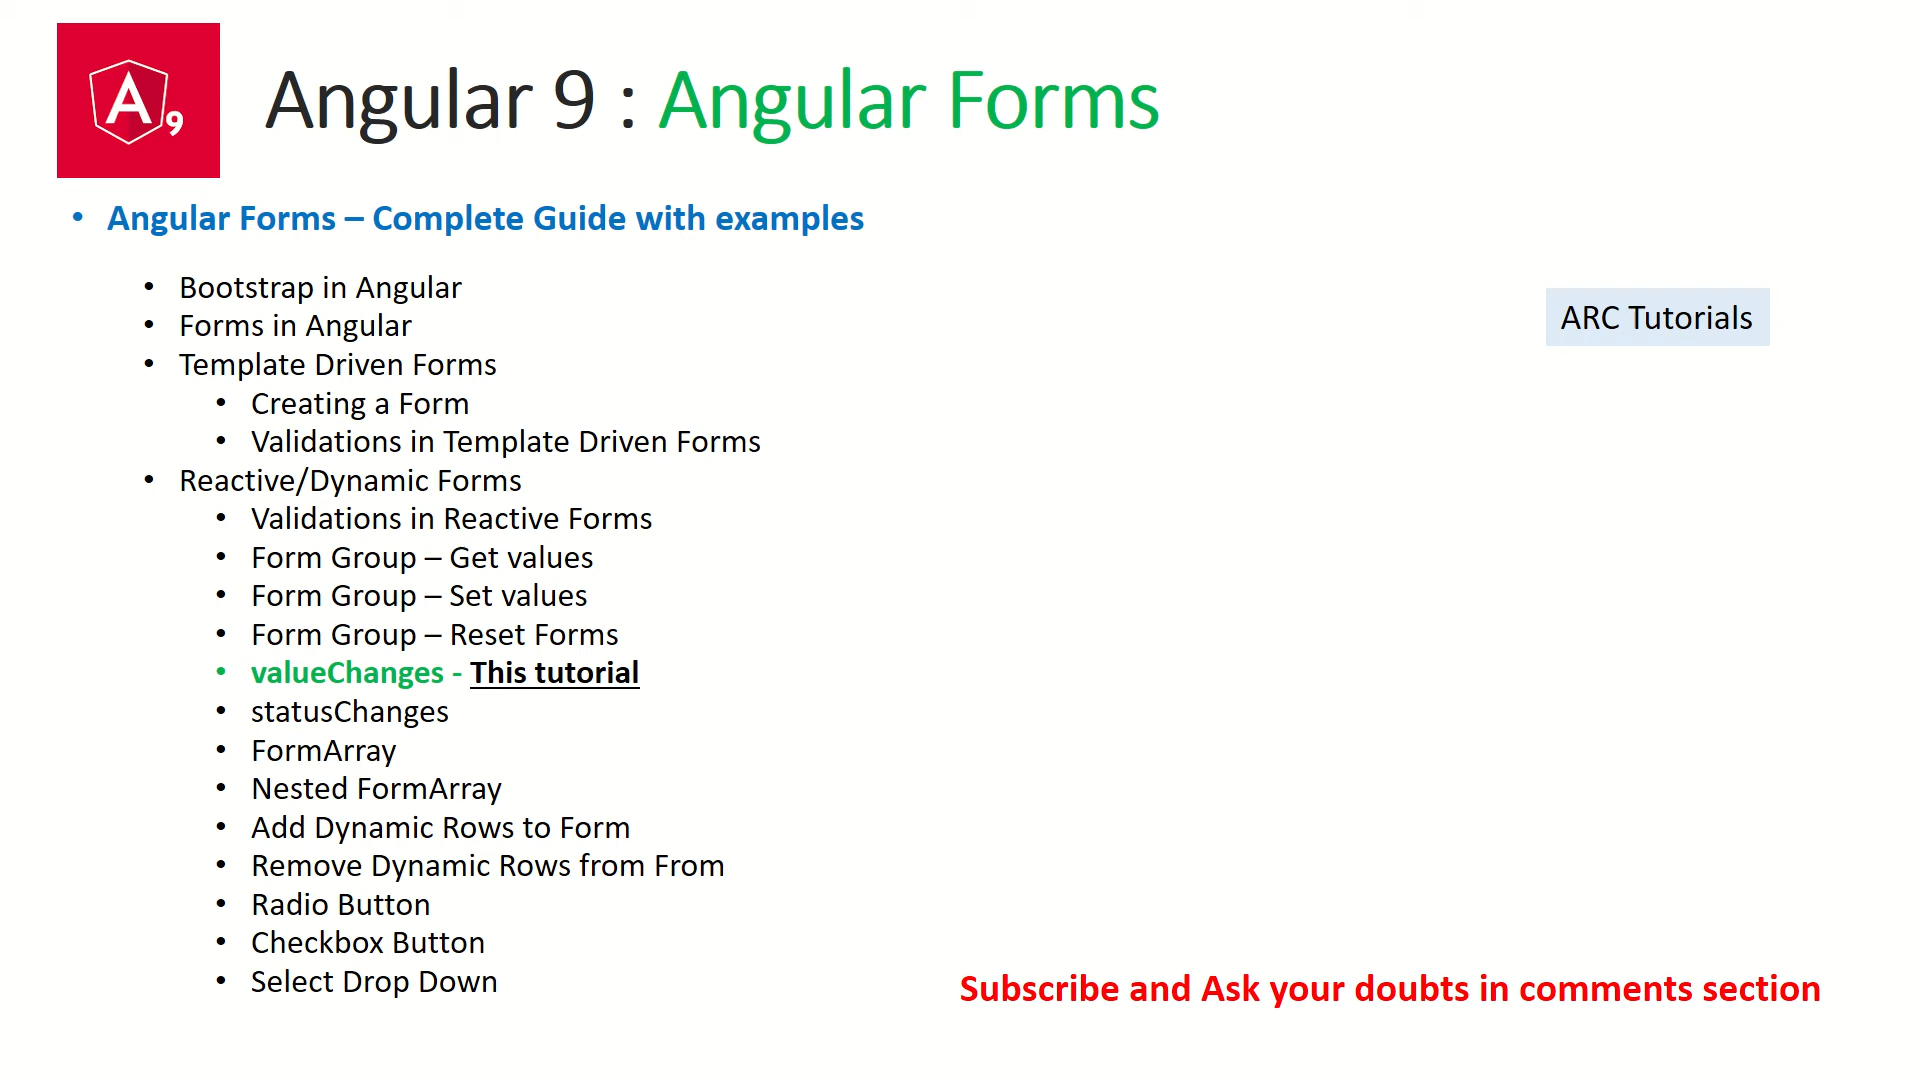 A 9
Angular 9 : Angular Forms
• Angular Forms – Complete Guide with examples
• Bootstrap in Angular
• Forms in Angular
• Template Driven Forms
• Creating a Form
• Validations in Template Driven Forms
• Reactive/Dynamic Forms
• Validations in Reactive Forms
• Form Group – Get values
• Form Group – Set values
• Form Group – Reset Forms
• valueChanges - This tutorial
• statusChanges
• FormArray
• Nested FormArray
• Add Dynamic Rows to Form
• Remove Dynamic Rows from From
• Radio Button
• Checkbox Button
• Select Drop Down
ARC Tutorials
Subscribe and Ask your doubts in comments section